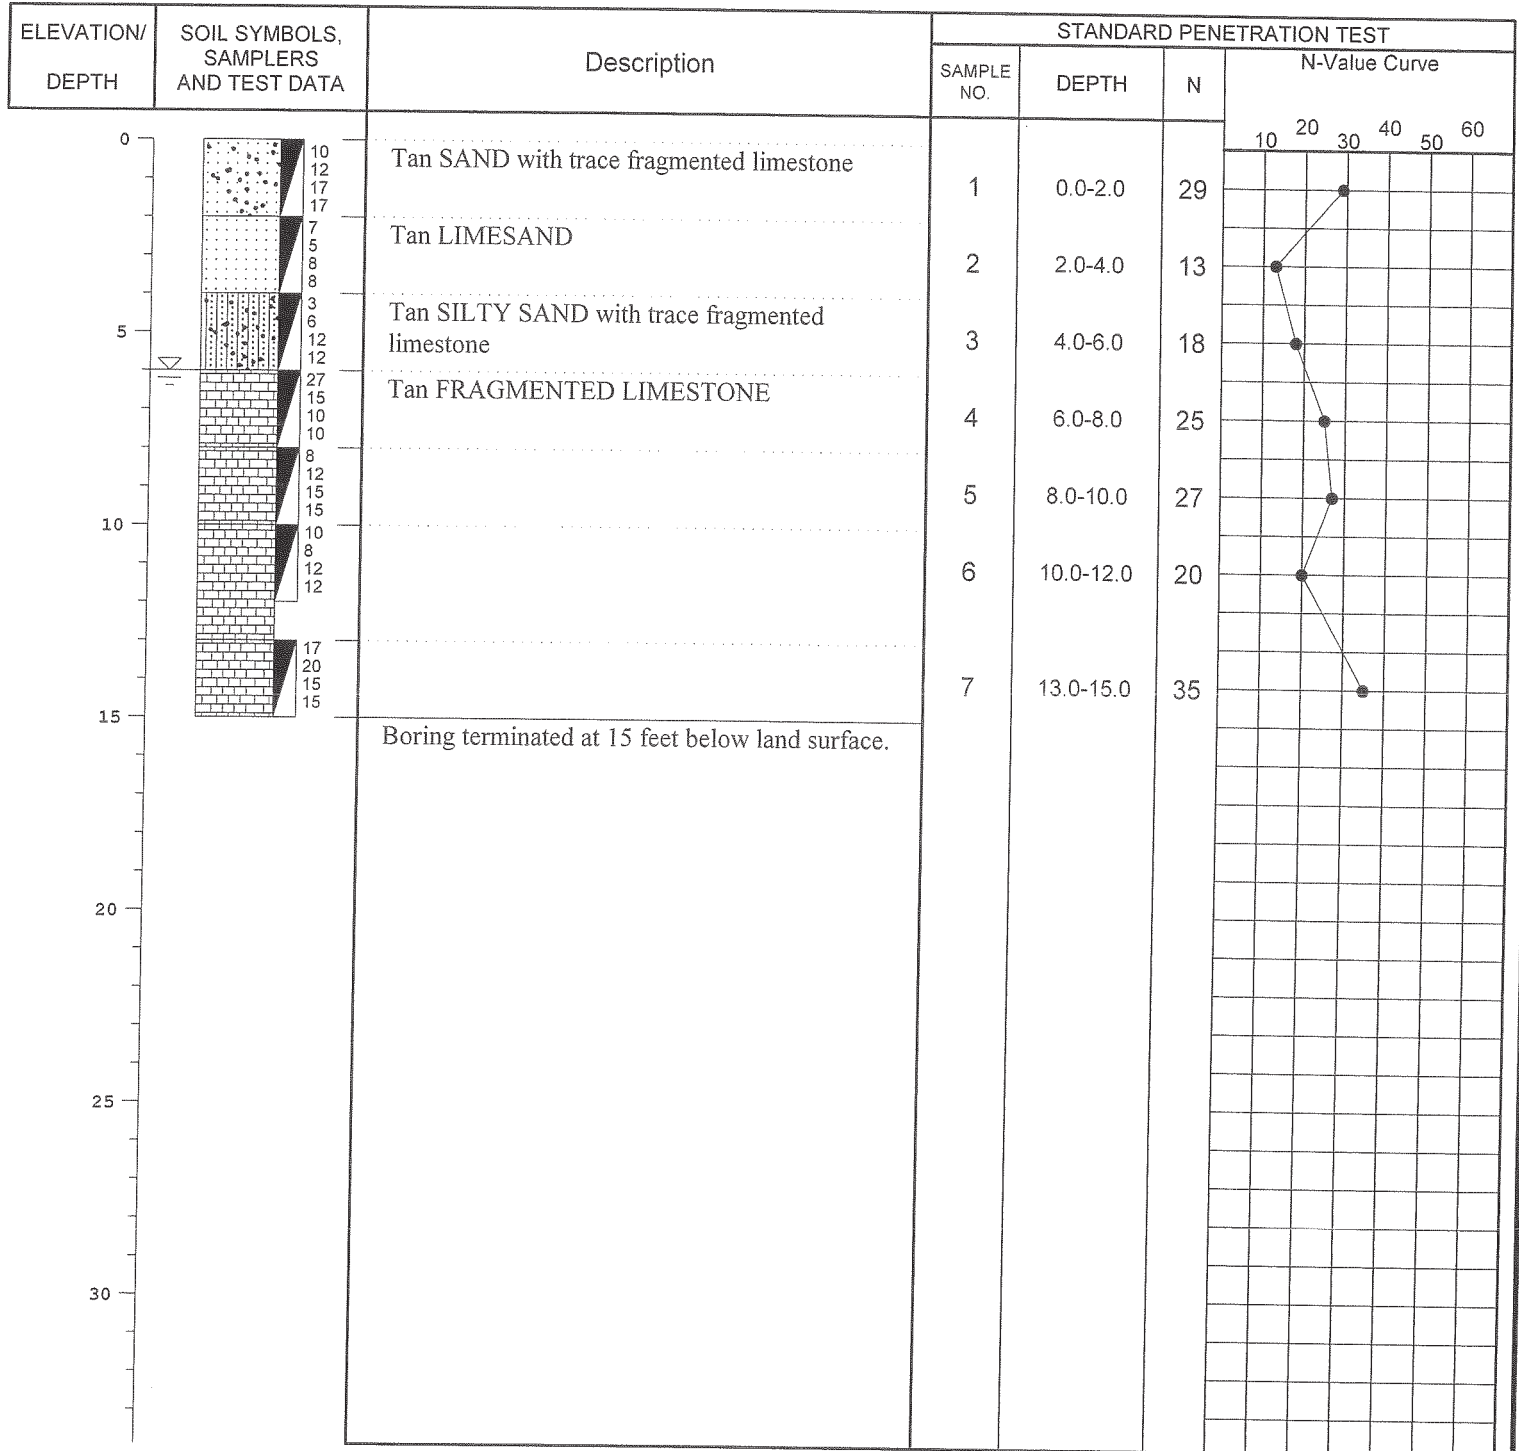 ELEVATION/
DEPTH
SOIL SYMBOLS,
SAMPLERS
AND TEST DATA
Description
STANDARD PENETRATION TEST
SAMPLE
NO.
DEPTH
N
N-Value Curve
10 20 30 40 50 60
0
10
12
17
17
Tan SAND with trace fragmented limestone
1 0.0-2.0 29
7
5
8
8
Tan LIMESAND
2 2.0-4.0 13
3
6
12
12
5
Tan SILTY SAND with trace fragmented
limestone
3 4.0-6.0 18
27
15
10
10
Tan FRAGMENTED LIMESTONE
4 6.0-8.0 25
8
12
15
15
5 8.0-10.0 27
10
10
8
12
12
6 10.0-12.0 20
17
20
15
15
7 13.0-15.0 35
15
Boring terminated at 15 feet below land surface.
20
25
30